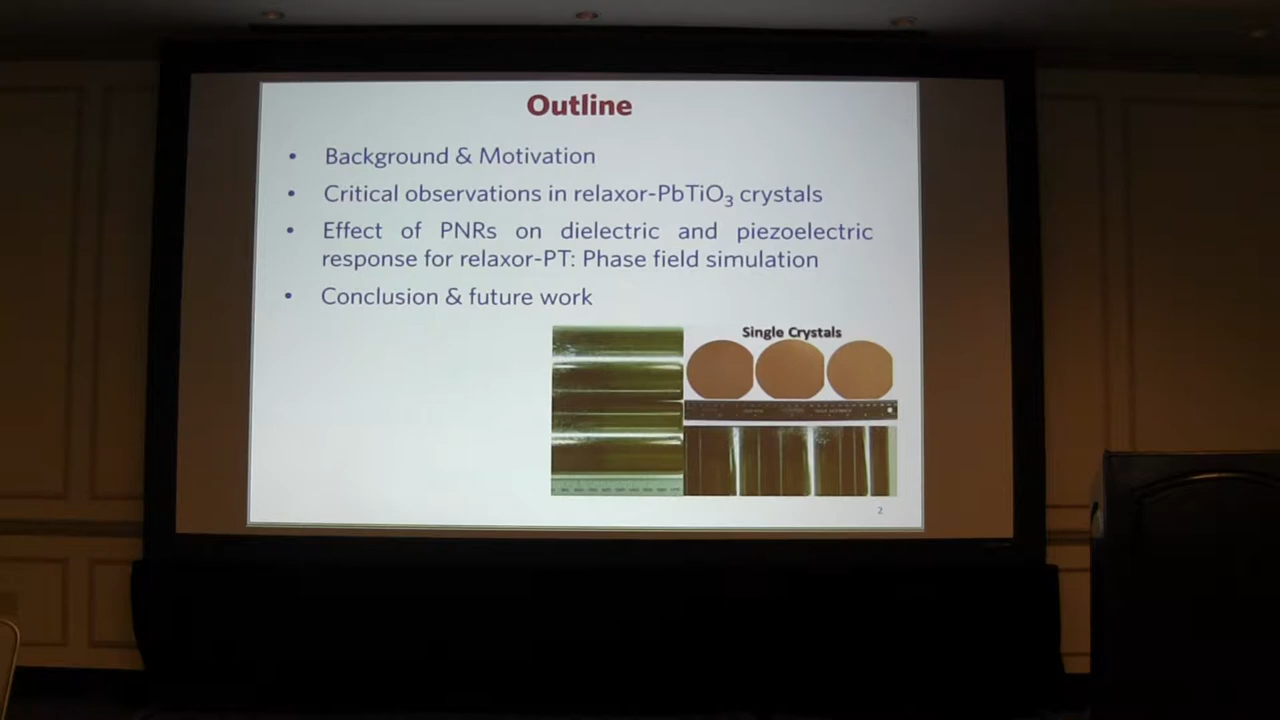 Outline
• Background & Motivation
• Critical observations in relaxor-PbTiO₃ crystals
• Effect of PNRs on dielectric and piezoelectric
response for relaxor-PT: Phase field simulation
• Conclusion & future work
Single Crystals
2